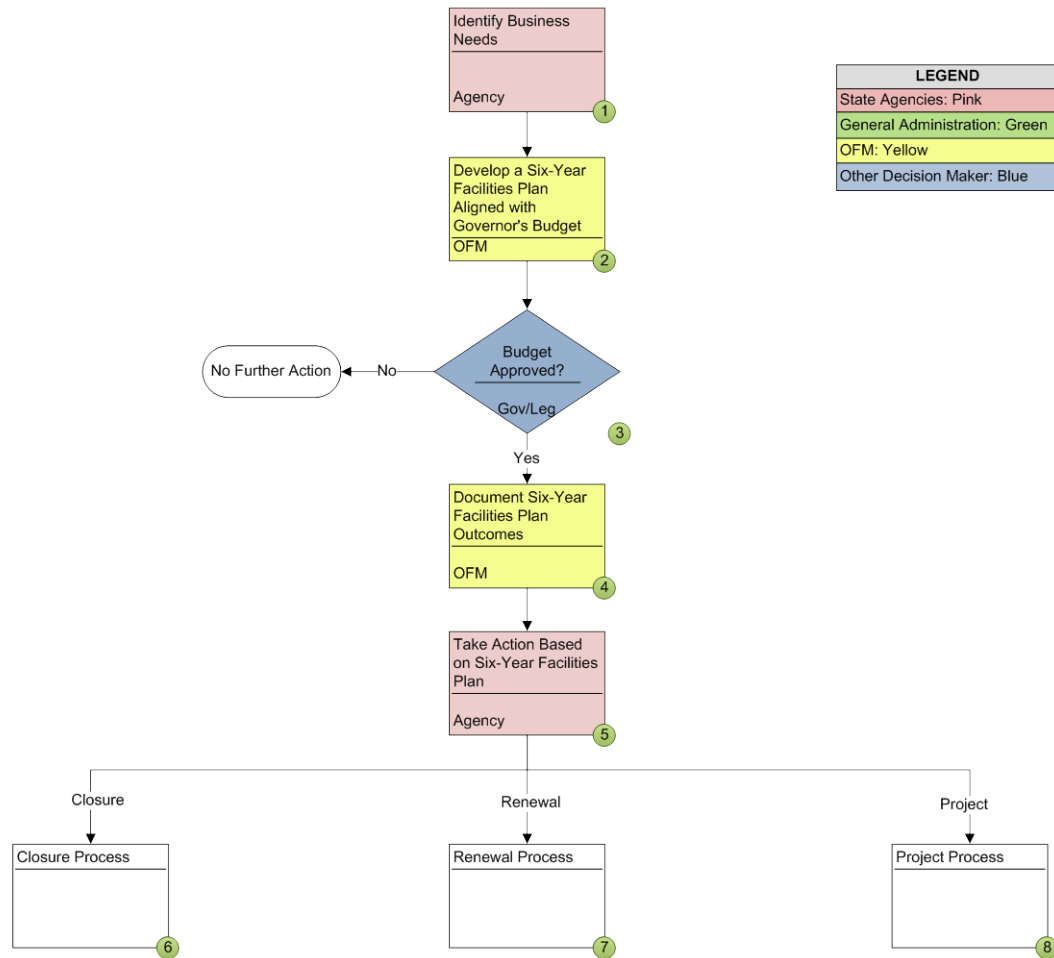 Identify Business
Needs
Agency
1
LEGEND
State Agencies: Pink
General Administration: Green
OFM: Yellow
Other Decision Maker: Blue
Develop a Six-Year
Facilities Plan
Aligned with
Governor's Budget
OFM
2
Budget
Approved?
Gov/Leg
3
No
No Further Action
Yes
Document Six-Year
Facilities Plan
Outcomes
OFM
4
Take Action Based
on Six-Year Facilities
Plan
Agency
5
Closure
Renewal
Project
Closure Process
6
Renewal Process
7
Project Process
8